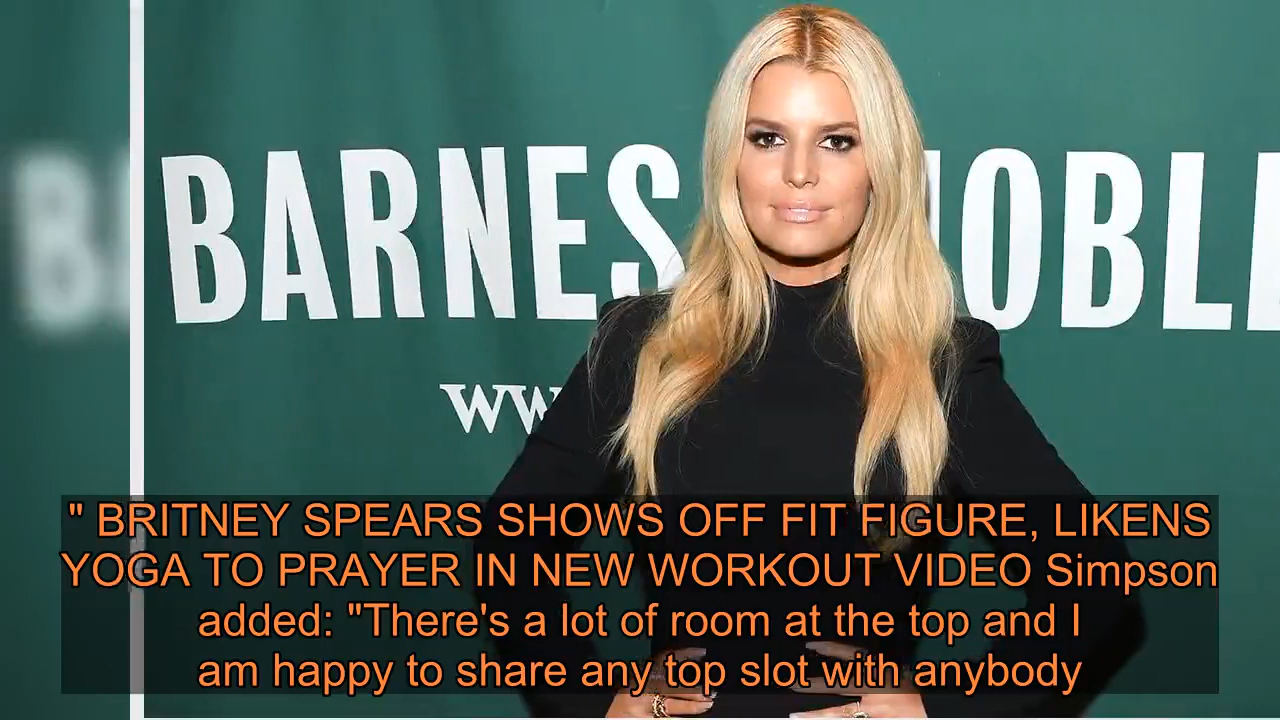 BARNES NOBLE
WW
" BRITNEY SPEARS SHOWS OFF FIT FIGURE, LIKENS
YOGA TO PRAYER IN NEW WORKOUT VIDEO Simpson
added: "There's a lot of room at the top and I
am happy to share any top slot with anybody